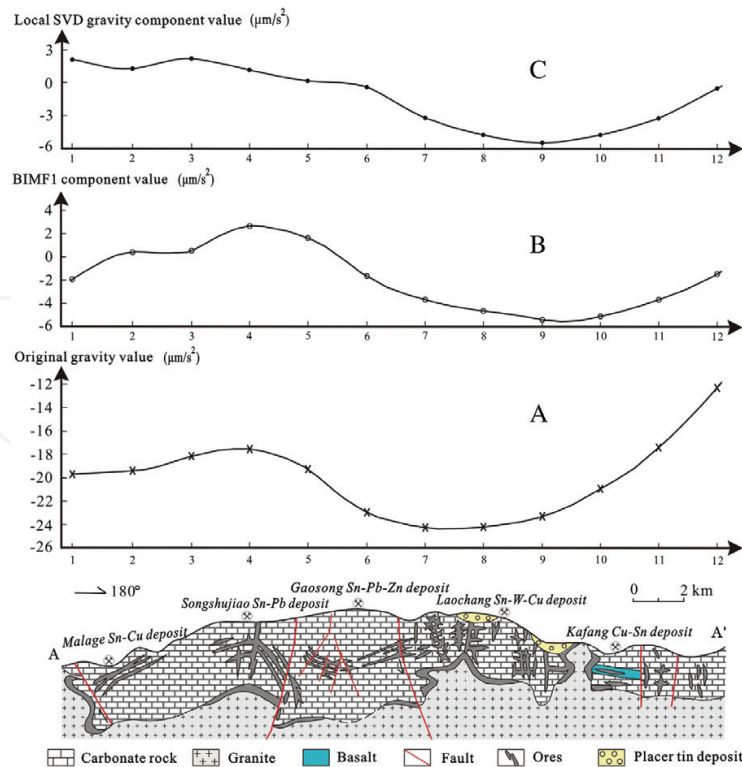 Local SVD gravity component value (μm/s²)
3
0
-3
-6
C
1 2 3 4 5 6 7 8 9 10 11 12
BIMF1 component value (μm/s²)
4
2
0
-2
-4
-6
B
1 2 3 4 5 6 7 8 9 10 11 12
Original gravity value (μm/s²)
-12
-14
-16
-18
-20
-22
-24
-26
A
1 2 3 4 5 6 7 8 9 10 11 12
180°
0 2 km
Gaosong Sn-Pb-Zn deposit
Songshujiao Sn-Pb deposit
Laochang Sn-W-Cu deposit
Malage Sn-Cu deposit
Kafang Cu-Sn deposit
A
A'
Carbonate rock Granite Basalt Fault Ores Placer tin deposit